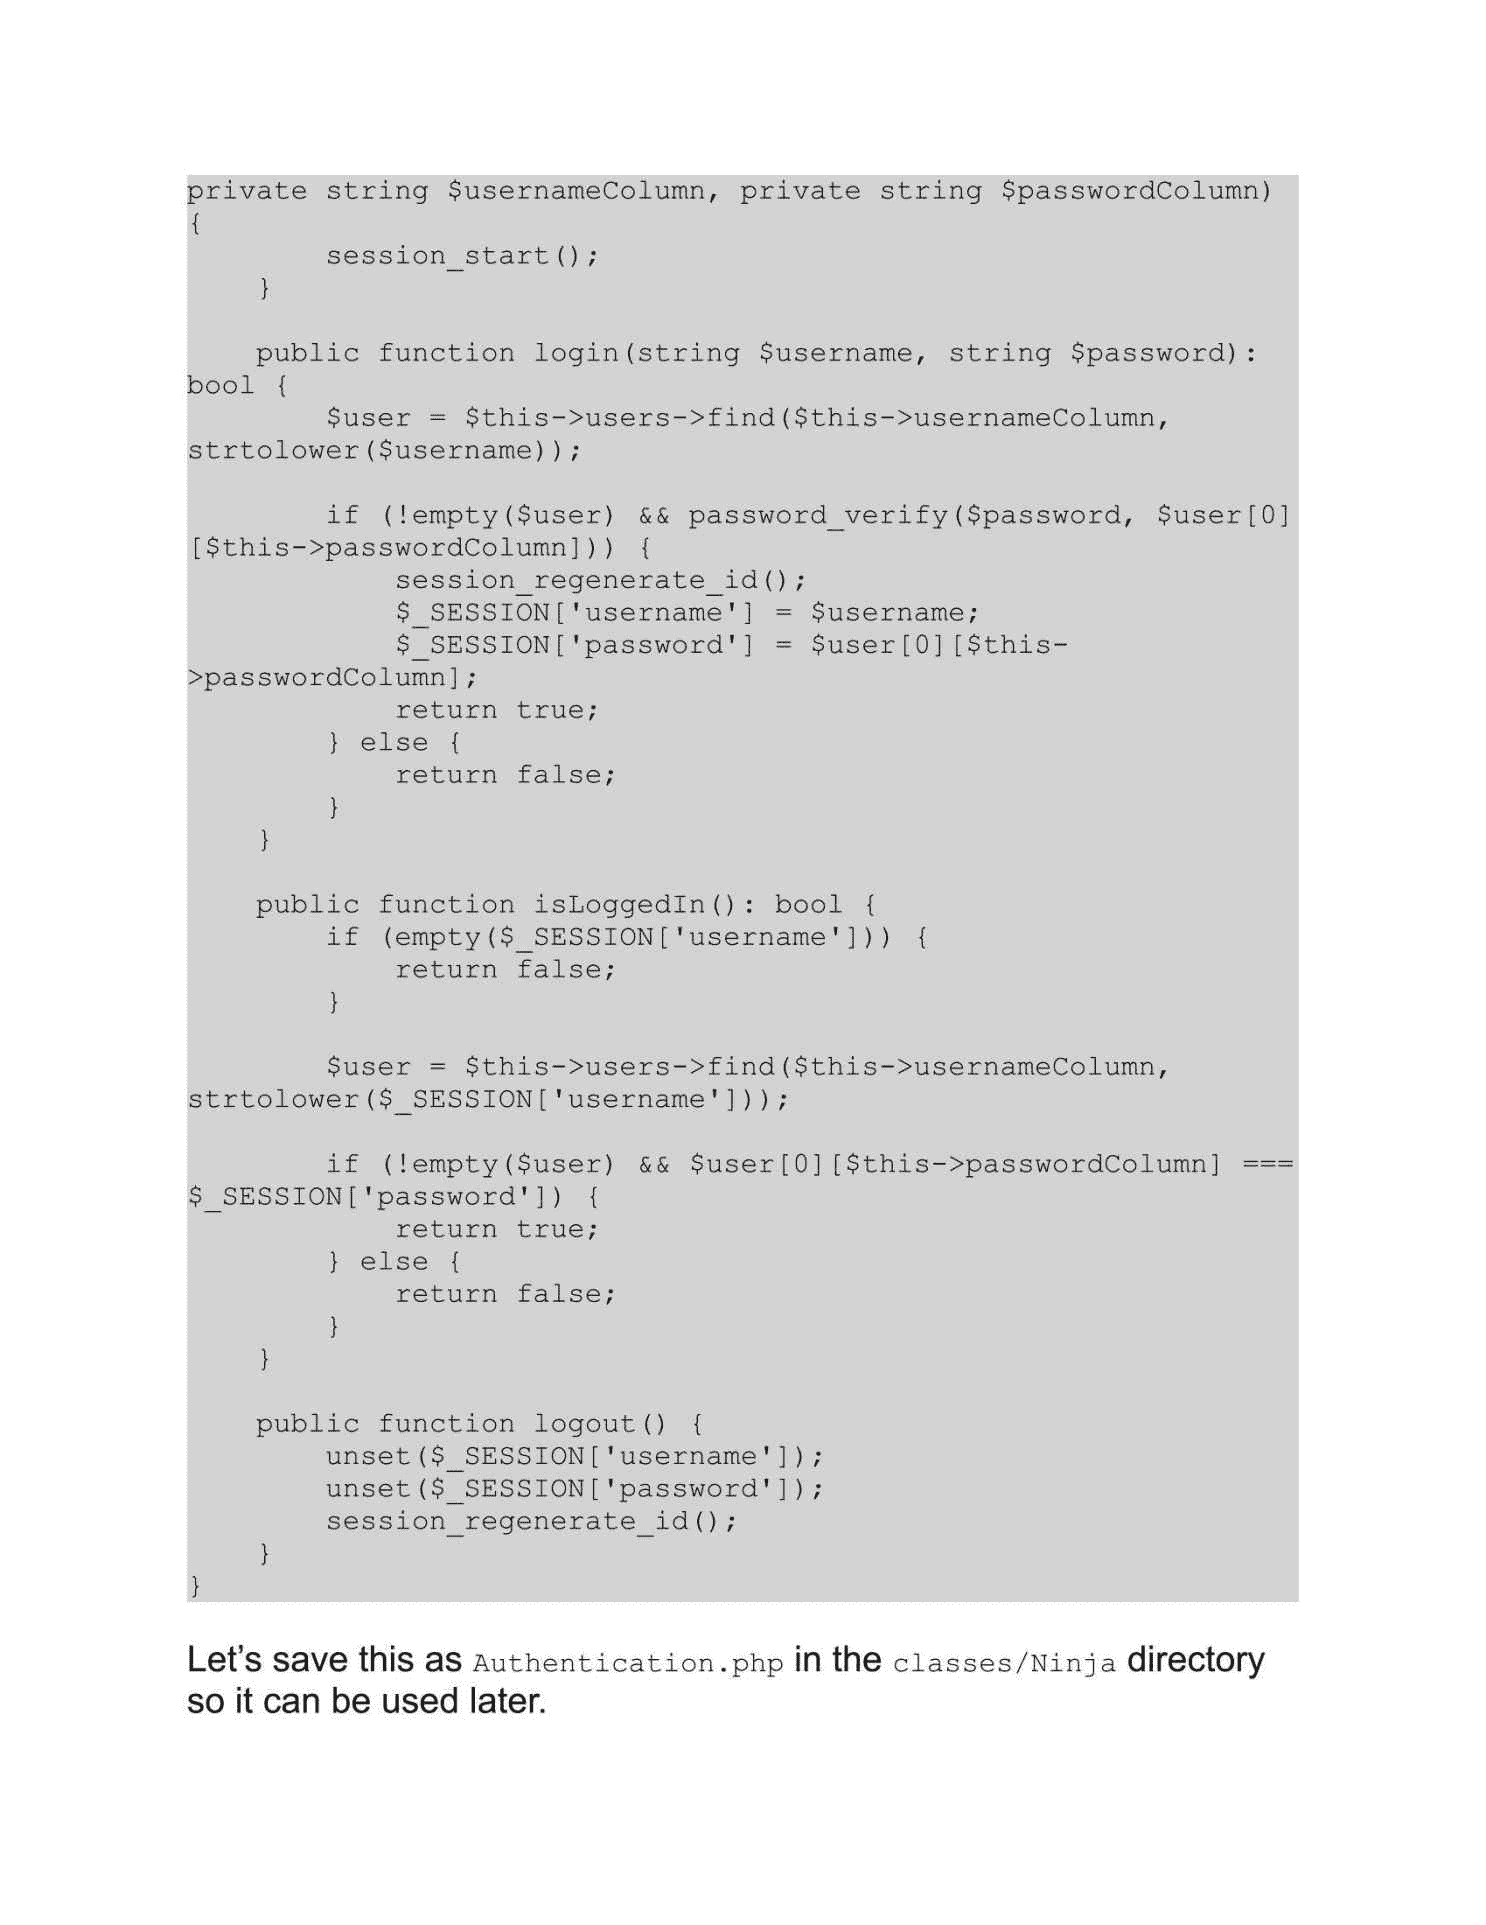 private string $usernameColumn, private string $passwordColumn)
{
        session_start();
    }

    public function login(string $username, string $password):
bool {
        $user = $this->users->find($this->usernameColumn,
strtolower($username));

        if (!empty($user) && password_verify($password, $user[0]
[$this->passwordColumn])) {
            session_regenerate_id();
            $_SESSION['username'] = $username;
            $_SESSION['password'] = $user[0][$this-
>passwordColumn];
            return true;
        } else {
            return false;
        }
    }

    public function isLoggedIn(): bool {
        if (empty($_SESSION['username'])) {
            return false;
        }

        $user = $this->users->find($this->usernameColumn,
strtolower($_SESSION['username']));

        if (!empty($user) && $user[0][$this->passwordColumn] ===
$_SESSION['password']) {
            return true;
        } else {
            return false;
        }
    }

    public function logout() {
        unset($_SESSION['username']);
        unset($_SESSION['password']);
        session_regenerate_id();
    }
}
Let’s save this as Authentication.php in the classes/Ninja directory
so it can be used later.